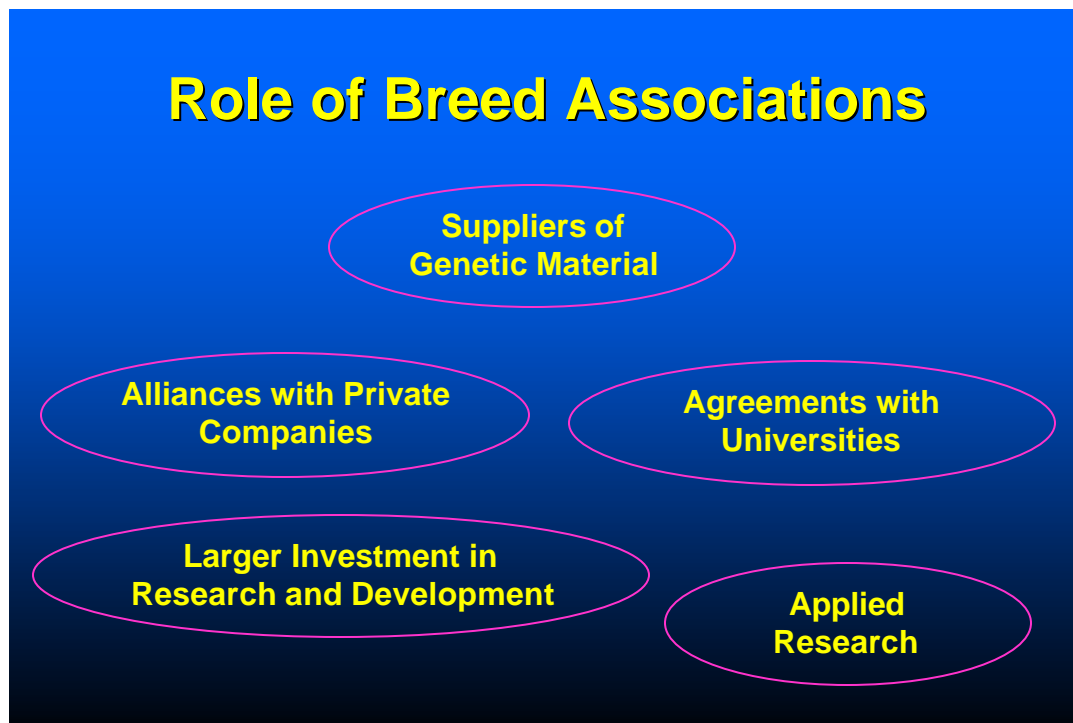 Role of Breed Associations
Suppliers of
Genetic Material
Alliances with Private
Companies
Agreements with
Universities
Larger Investment in
Research and Development
Applied
Research